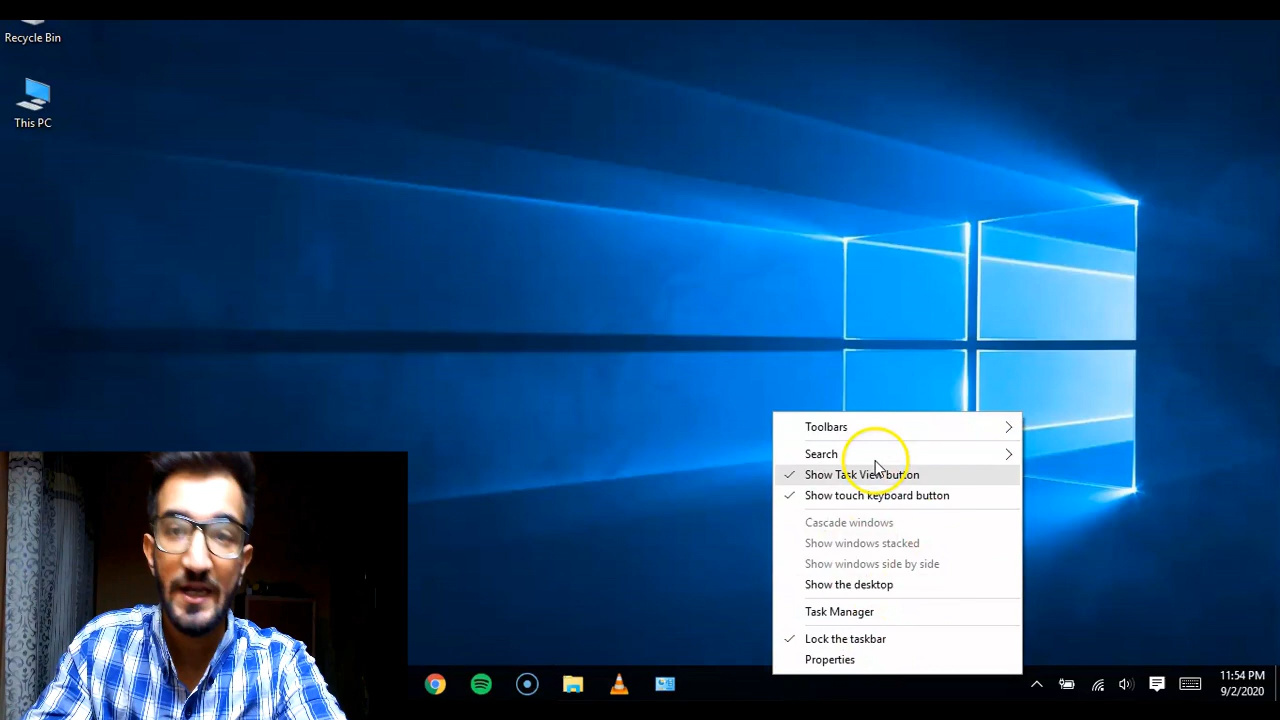 Recycle Bin
This PC
Toolbars
Search
Show Task View button
Show touch keyboard button
Cascade windows
Show windows stacked
Show windows side by side
Show the desktop
Task Manager
Lock the taskbar
Properties
11:54 PM
9/2/2020